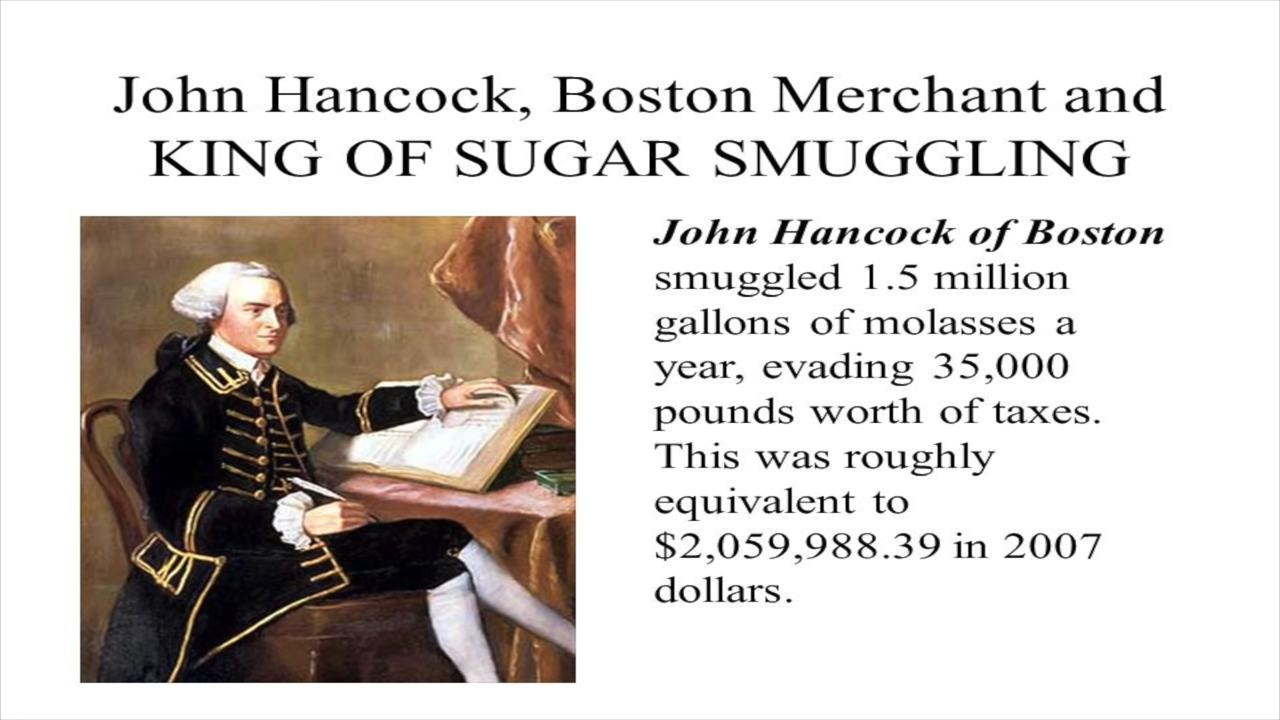 John Hancock, Boston Merchant and
KING OF SUGAR SMUGGLING
John Hancock of Boston
smuggled 1.5 million
gallons of molasses a
year, evading 35,000
pounds worth of taxes.
This was roughly
equivalent to
$2,059,988.39 in 2007
dollars.